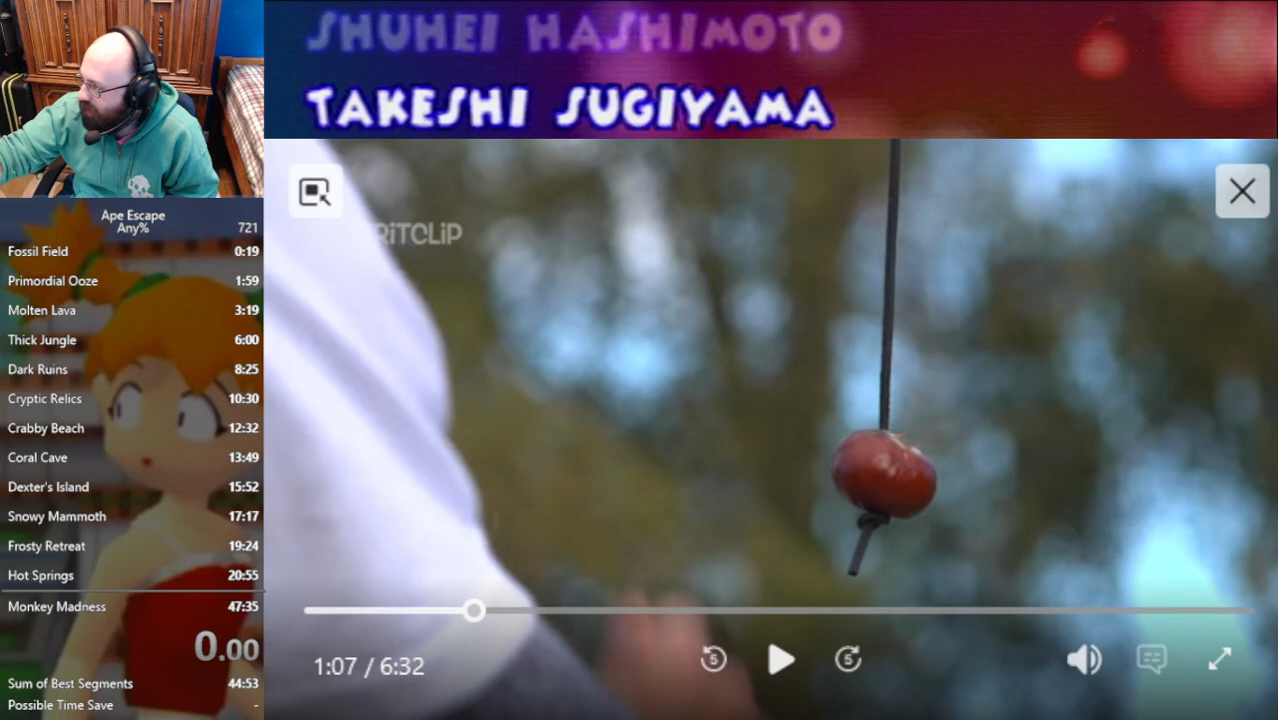 SHUHEI HASHIMOTO
TAKESHI SUGIYAMA
RiTCLiP
Ape Escape
Any% 721
Fossil Field 0:19
Primordial Ooze 1:59
Molten Lava 3:19
Thick Jungle 6:00
Dark Ruins 8:25
Cryptic Relics 10:30
Crabby Beach 12:32
Coral Cave 13:49
Dexter's Island 15:52
Snowy Mammoth 17:17
Frosty Retreat 19:24
Hot Springs 20:55
Monkey Madness 47:35
0.00
Sum of Best Segments 44:53
Possible Time Save -
5
5
1:07 / 6:32